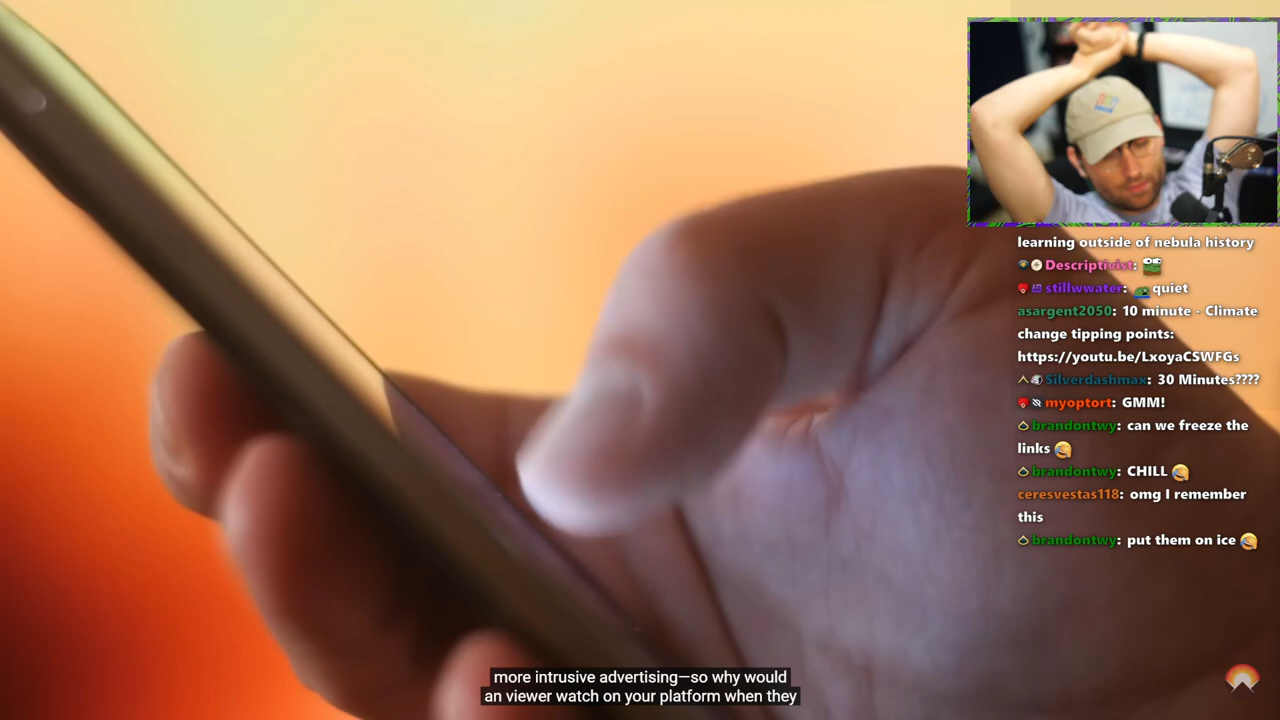 learning outside of nebula history
Descriptivist:
stillwwater: quiet
asargent2050: 10 minute - Climate
change tipping points:
https://youtu.be/LxoyaCSWFGs
Silverdashmax: 30 Minutes????
myoptort: GMM!
brandontwy: can we freeze the
links
brandontwy: CHILL
ceresvestas118: omg I remember
this
brandontwy: put them on ice
more intrusive advertising—so why would
an viewer watch on your platform when they